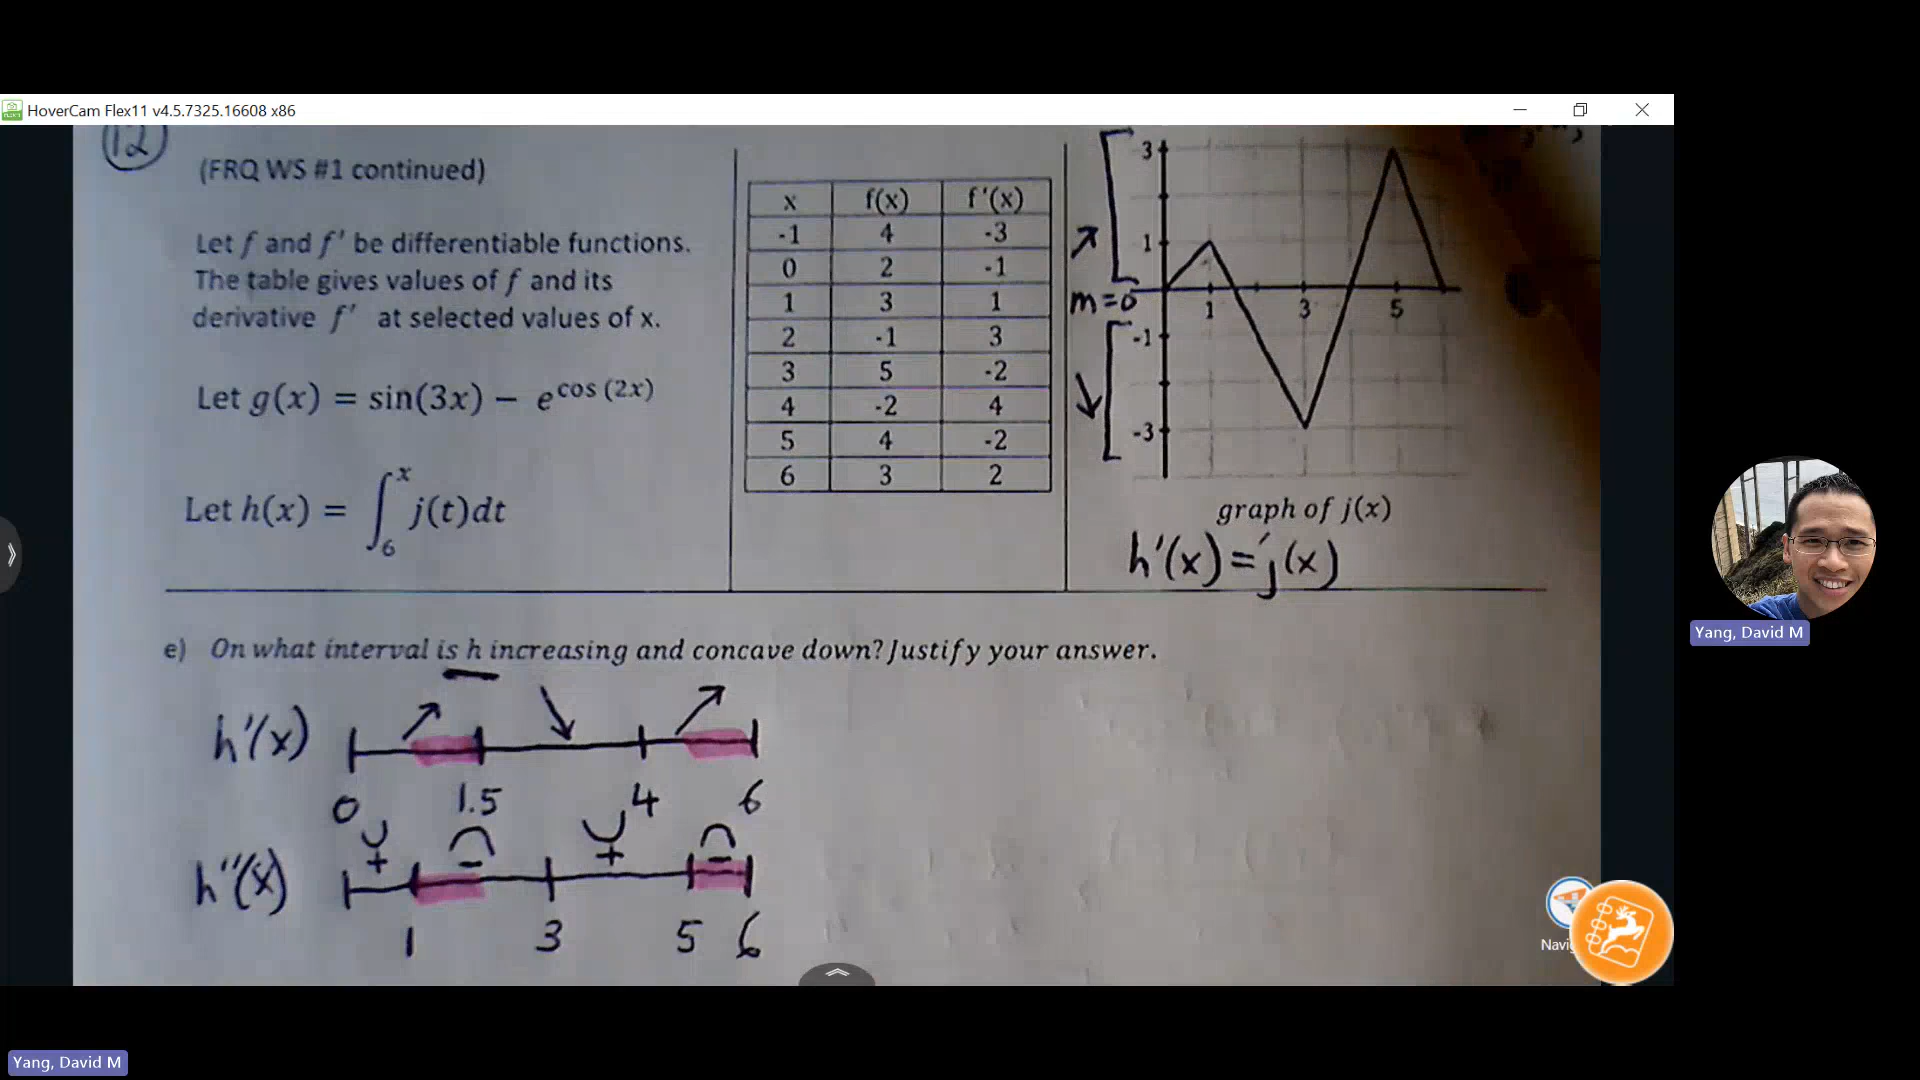 HoverCam Flex11 v4.5.7325.16608 x86
12
(FRQ WS #1 continued)
Let f and f' be differentiable functions.
The table gives values of f and its
derivative f' at selected values of x.
Let g(x) = sin(3x) − e^cos (2x)
Let h(x) = ∫_6^x j(t)dt
x f(x) f'(x)
-1 4 -3
0 2 -1
1 3 1
2 -1 3
3 5 -2
4 -2 4
5 4 -2
6 3 2
3
1
m=0
1 3 5
-1
-3
graph of j(x)
h'(x) = j(x)
e) On what interval is h increasing and concave down? Justify your answer.
h'(x)
0 1.5 4 6
+ − + −
h''(x)
1 3 5 6
Yang, David M
Yang, David M